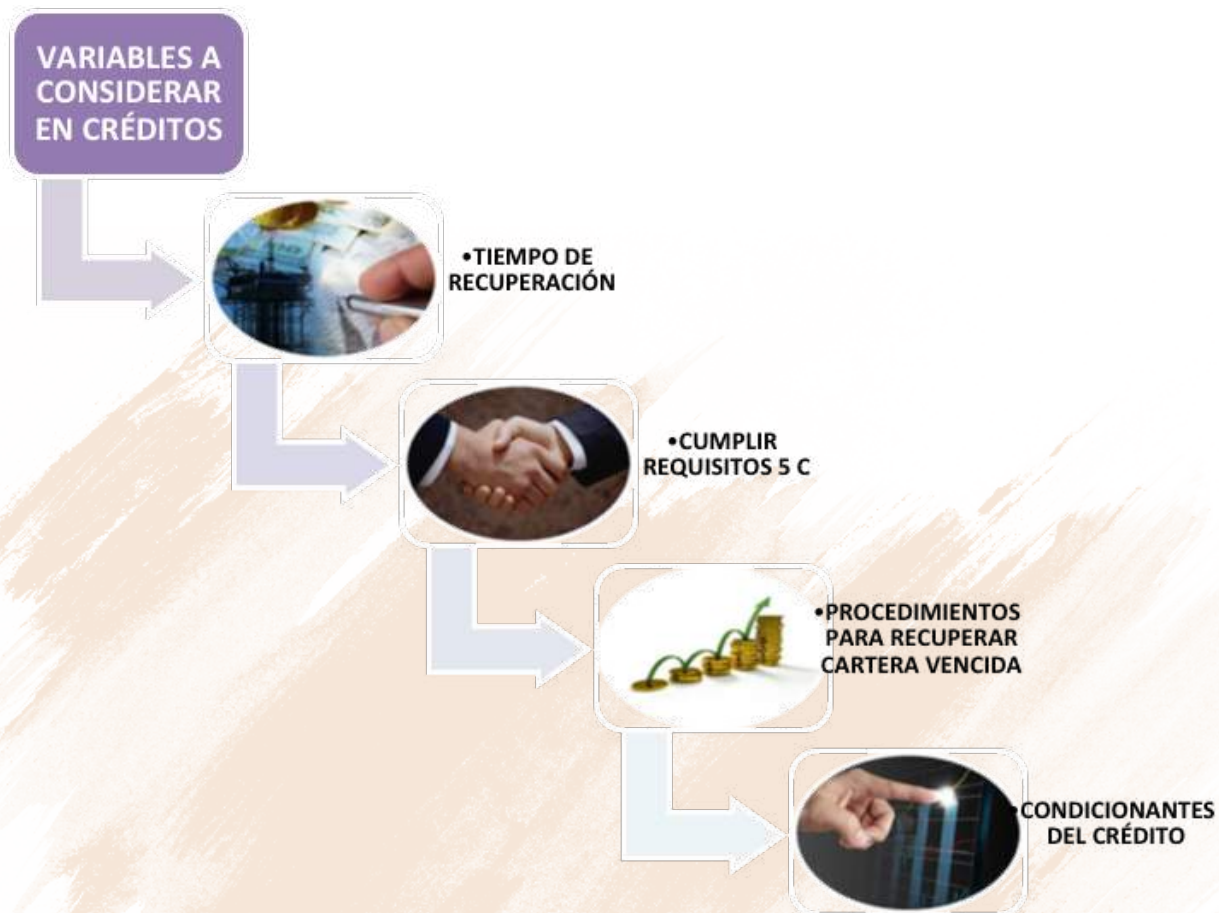 VARIABLES A
CONSIDERAR
EN CRÉDITOS
•TIEMPO DE
RECUPERACIÓN
•CUMPLIR
REQUISITOS 5 C
•PROCEDIMIENTOS
PARA RECUPERAR
CARTERA VENCIDA
•CONDICIONANTES
DEL CRÉDITO